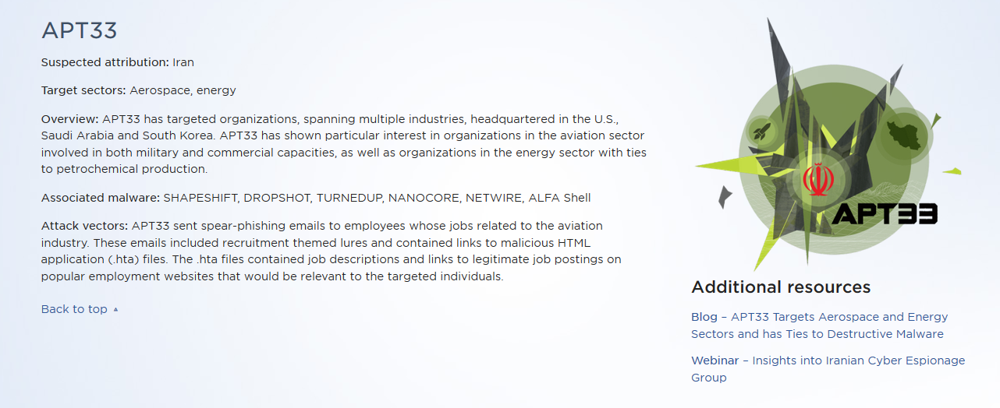 APT33
Suspected attribution: Iran
Target sectors: Aerospace, energy
Overview: APT33 has targeted organizations, spanning multiple industries, headquartered in the U.S.,
Saudi Arabia and South Korea. APT33 has shown particular interest in organizations in the aviation sector
involved in both military and commercial capacities, as well as organizations in the energy sector with ties
to petrochemical production.
Associated malware: SHAPESHIFT, DROPSHOT, TURNEDUP, NANOCORE, NETWIRE, ALFA Shell
Attack vectors: APT33 sent spear-phishing emails to employees whose jobs related to the aviation
industry. These emails included recruitment themed lures and contained links to malicious HTML
application (.hta) files. The .hta files contained job descriptions and links to legitimate job postings on
popular employment websites that would be relevant to the targeted individuals.
Back to top
APT33
Additional resources
Blog – APT33 Targets Aerospace and Energy
Sectors and has Ties to Destructive Malware
Webinar – Insights into Iranian Cyber Espionage
Group